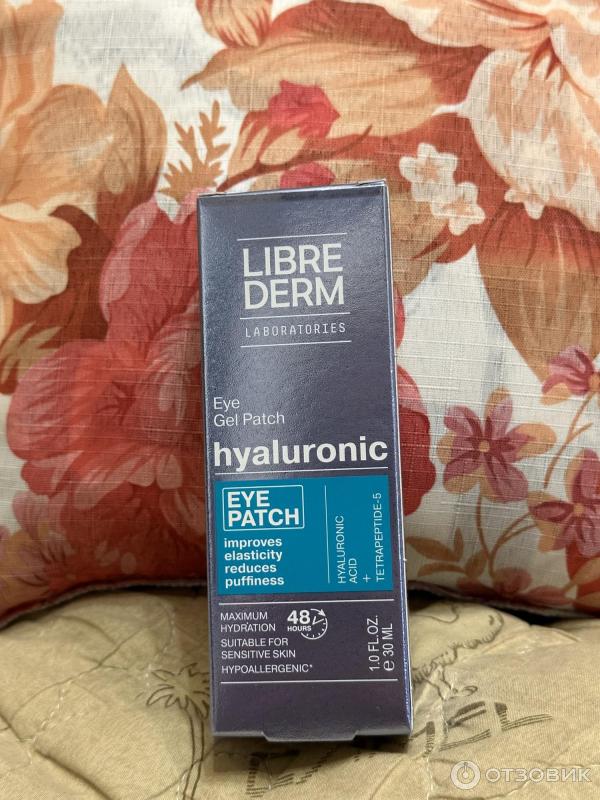 LIBRE
DERM
LABORATORIES
Eye
Gel Patch
hyaluronic
EYE
PATCH
improves
elasticity
reduces
puffiness
HYALURONIC
ACID
+
TETRAPEPTIDE-5
MAXIMUM
HYDRATION
48
HOURS
SUITABLE FOR
SENSITIVE SKIN
HYPOALLERGENIC*
1.0 FL.OZ.
℮ 30 ML
ОТЗОВИК